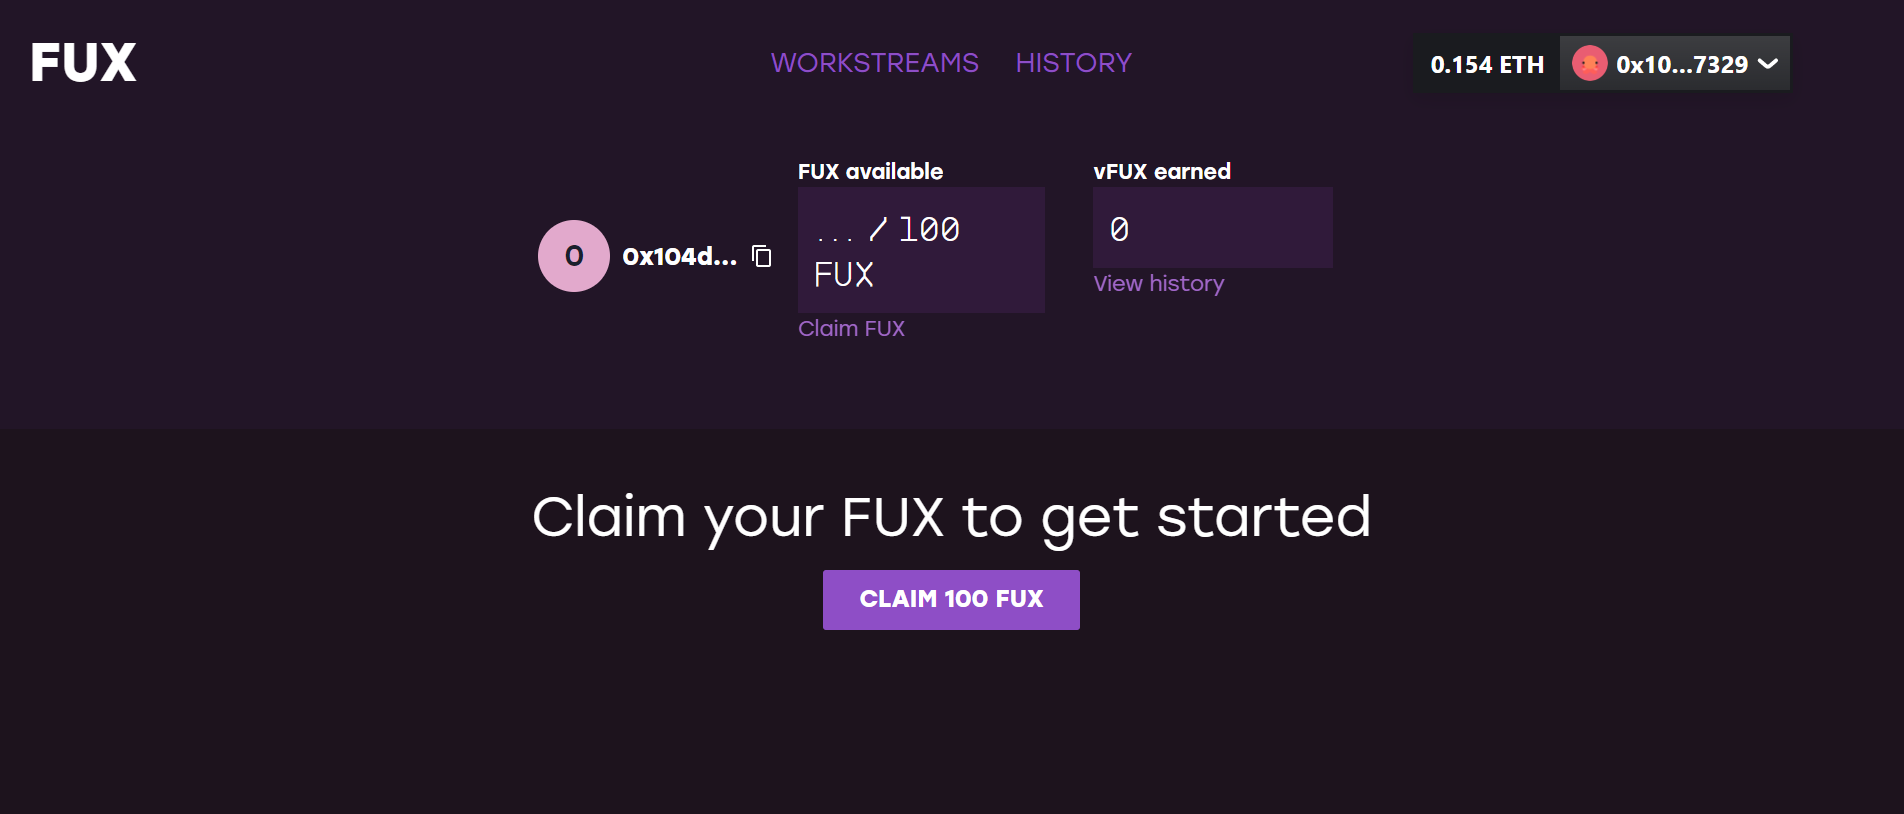 FUX
WORKSTREAMS HISTORY
0.154 ETH 0x10...7329
0 0x104d...
FUX available
... / 100
FUX
Claim FUX
vFUX earned
0
View history
Claim your FUX to get started
CLAIM 100 FUX